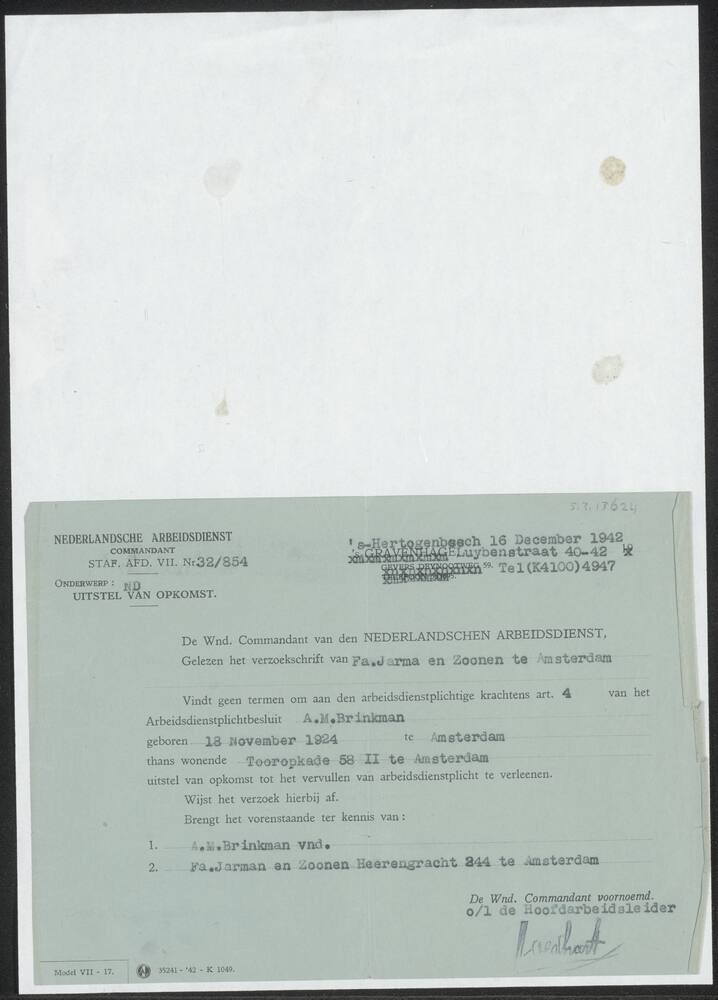 5.3.13624
NEDERLANDSCHE ARBEIDSDIENST
COMMANDANT
STAF. AFD. VII. Nr 32/854
ONDERWERP: ND
UITSTEL VAN OPKOMST.
's-Hertogenbosch 16 December 1942
's GRAVENHAGE Luybenstraat 40-42
GEVERS DEYNOOTWEG 59. Tel(K4100)4947
De Wnd. Commandant van den NEDERLANDSCHEN ARBEIDSDIENST,
Gelezen het verzoekschrift van Fa.Jarma en Zoonen te Amsterdam
Vindt geen termen om aan den arbeidsdienstplichtige krachtens art. 4 van het
Arbeidsdienstplichtbesluit A.M.Brinkman
geboren 18 November 1924 te Amsterdam
thans wonende Tooropkade 58 II te Amsterdam
uitstel van opkomst tot het vervullen van arbeidsdienstplicht te verleenen.
Wijst het verzoek hierbij af.
Brengt het vorenstaande ter kennis van:
1. A.M.Brinkman vnd.
2. Fa.Jarman en Zoonen Heerengracht 244 te Amsterdam
De Wnd. Commandant voornoemd.
o/l de Hoofdarbeidsleider
Model VII - 17.
35241 - '42 - K 1049.